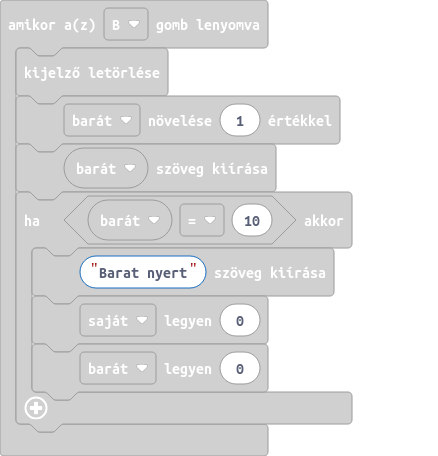 amikor a(z) B gomb lenyomva
kijelző letörlése
barát növelése 1 értékkel
barát szöveg kiírása
ha barát = 10 akkor
"Barat nyert" szöveg kiírása
saját legyen 0
barát legyen 0